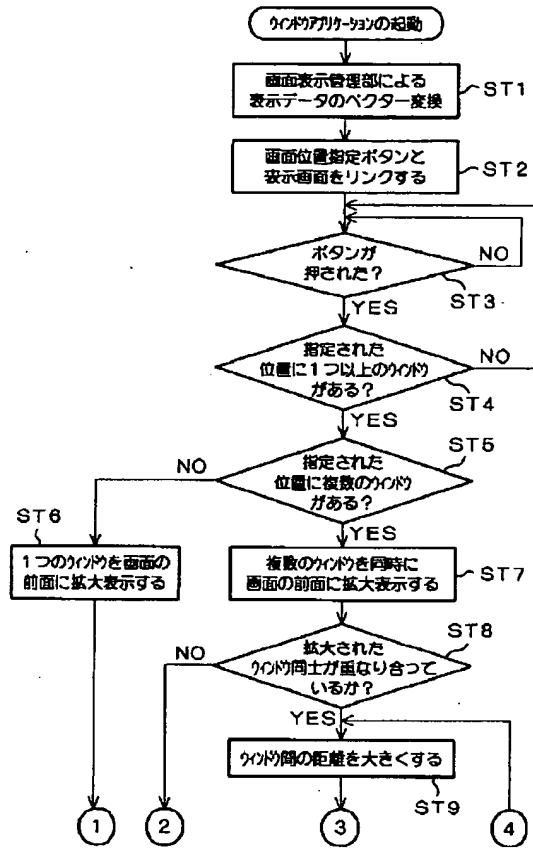 ウィンドウアプリケーションの起動
画面表示管理部による
表示データのベクター変換
ST1
画面位置指定ボタンと
表示画面をリンクする
ST2
ボタンが
押された？
NO
ST3
YES
指定された
位置に１つ以上のウィンドウ
がある？
NO
ST4
YES
指定された
位置に複数のウィンドウ
がある？
ST5
NO
YES
ST6
１つのウィンドウを画面の
前面に拡大表示する
複数のウィンドウを同時に
画面の前面に拡大表示する
ST7
拡大された
ウィンドウ同士が重なり合って
いるか？
ST8
NO
YES
ウィンドウ間の距離を大きくする
ST9
1
2
3
4